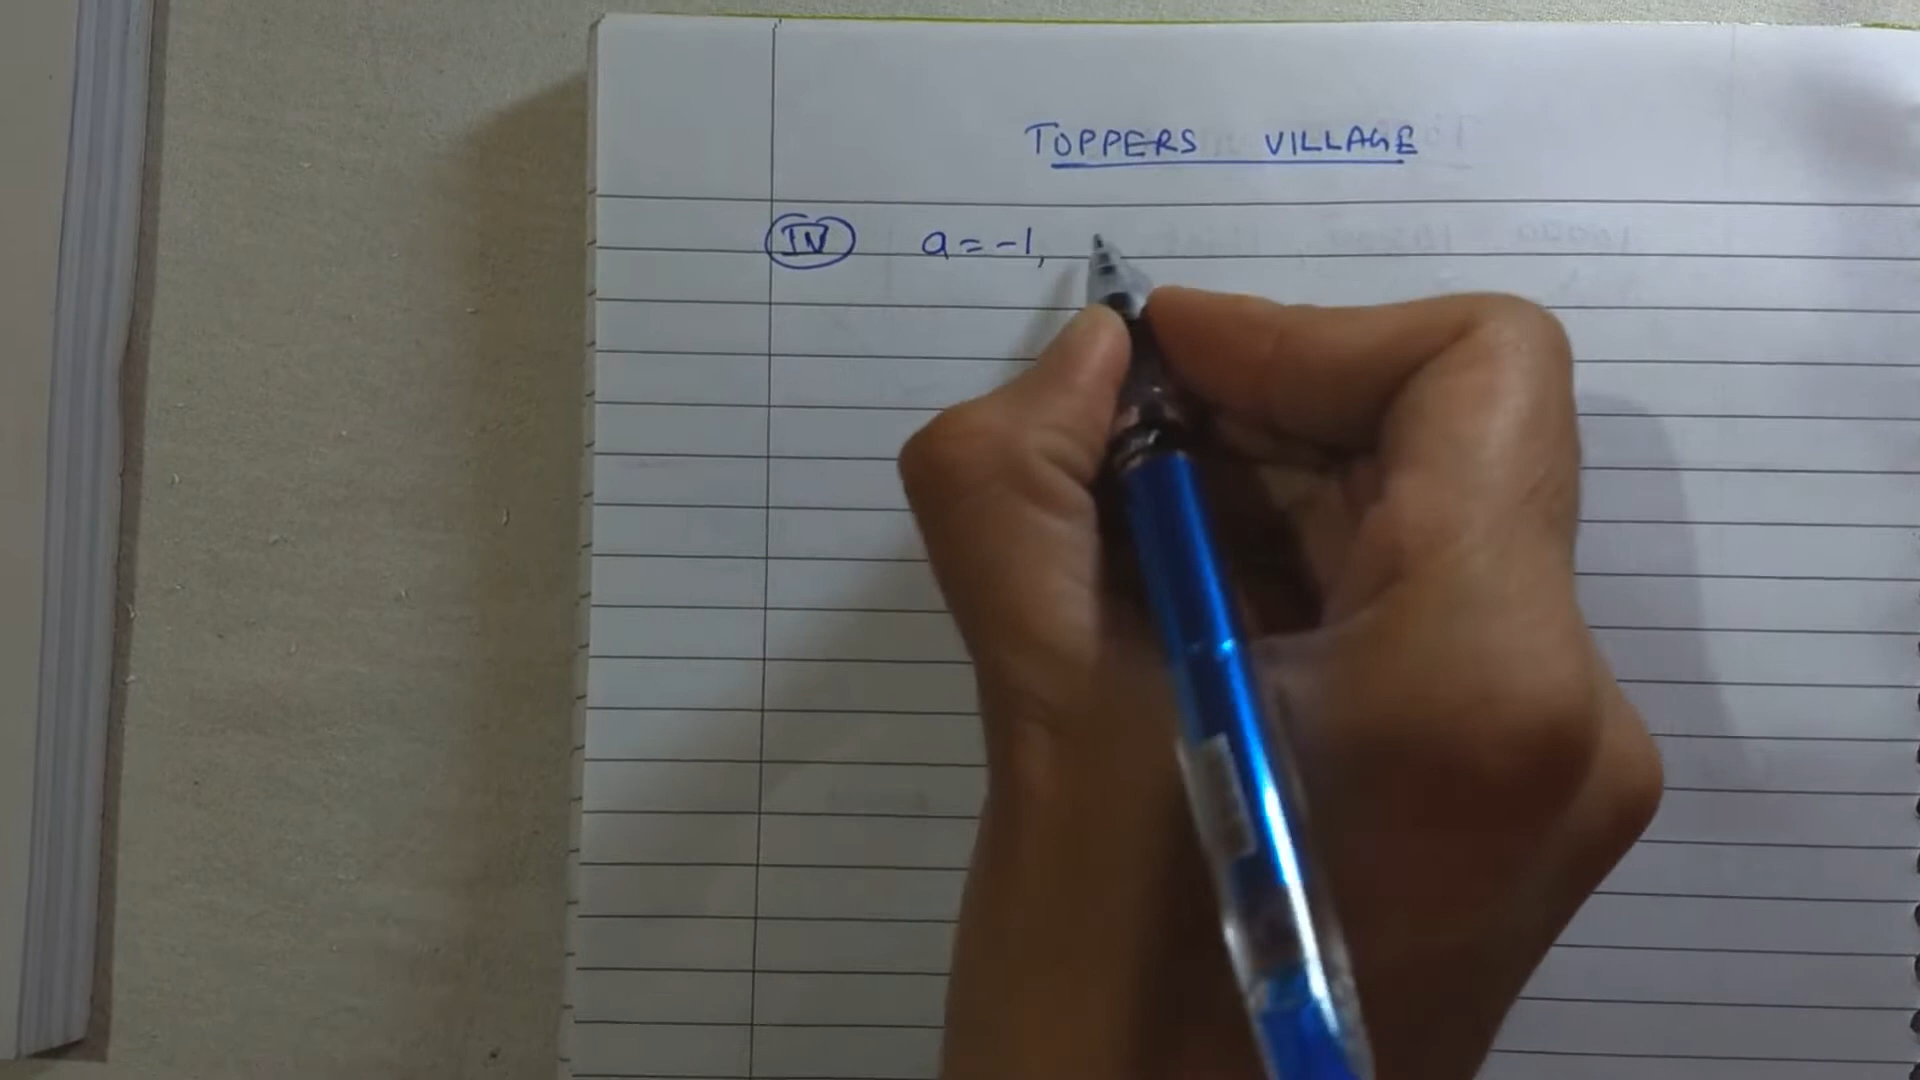 TOPPERS VILLAGE
IV a = -1,